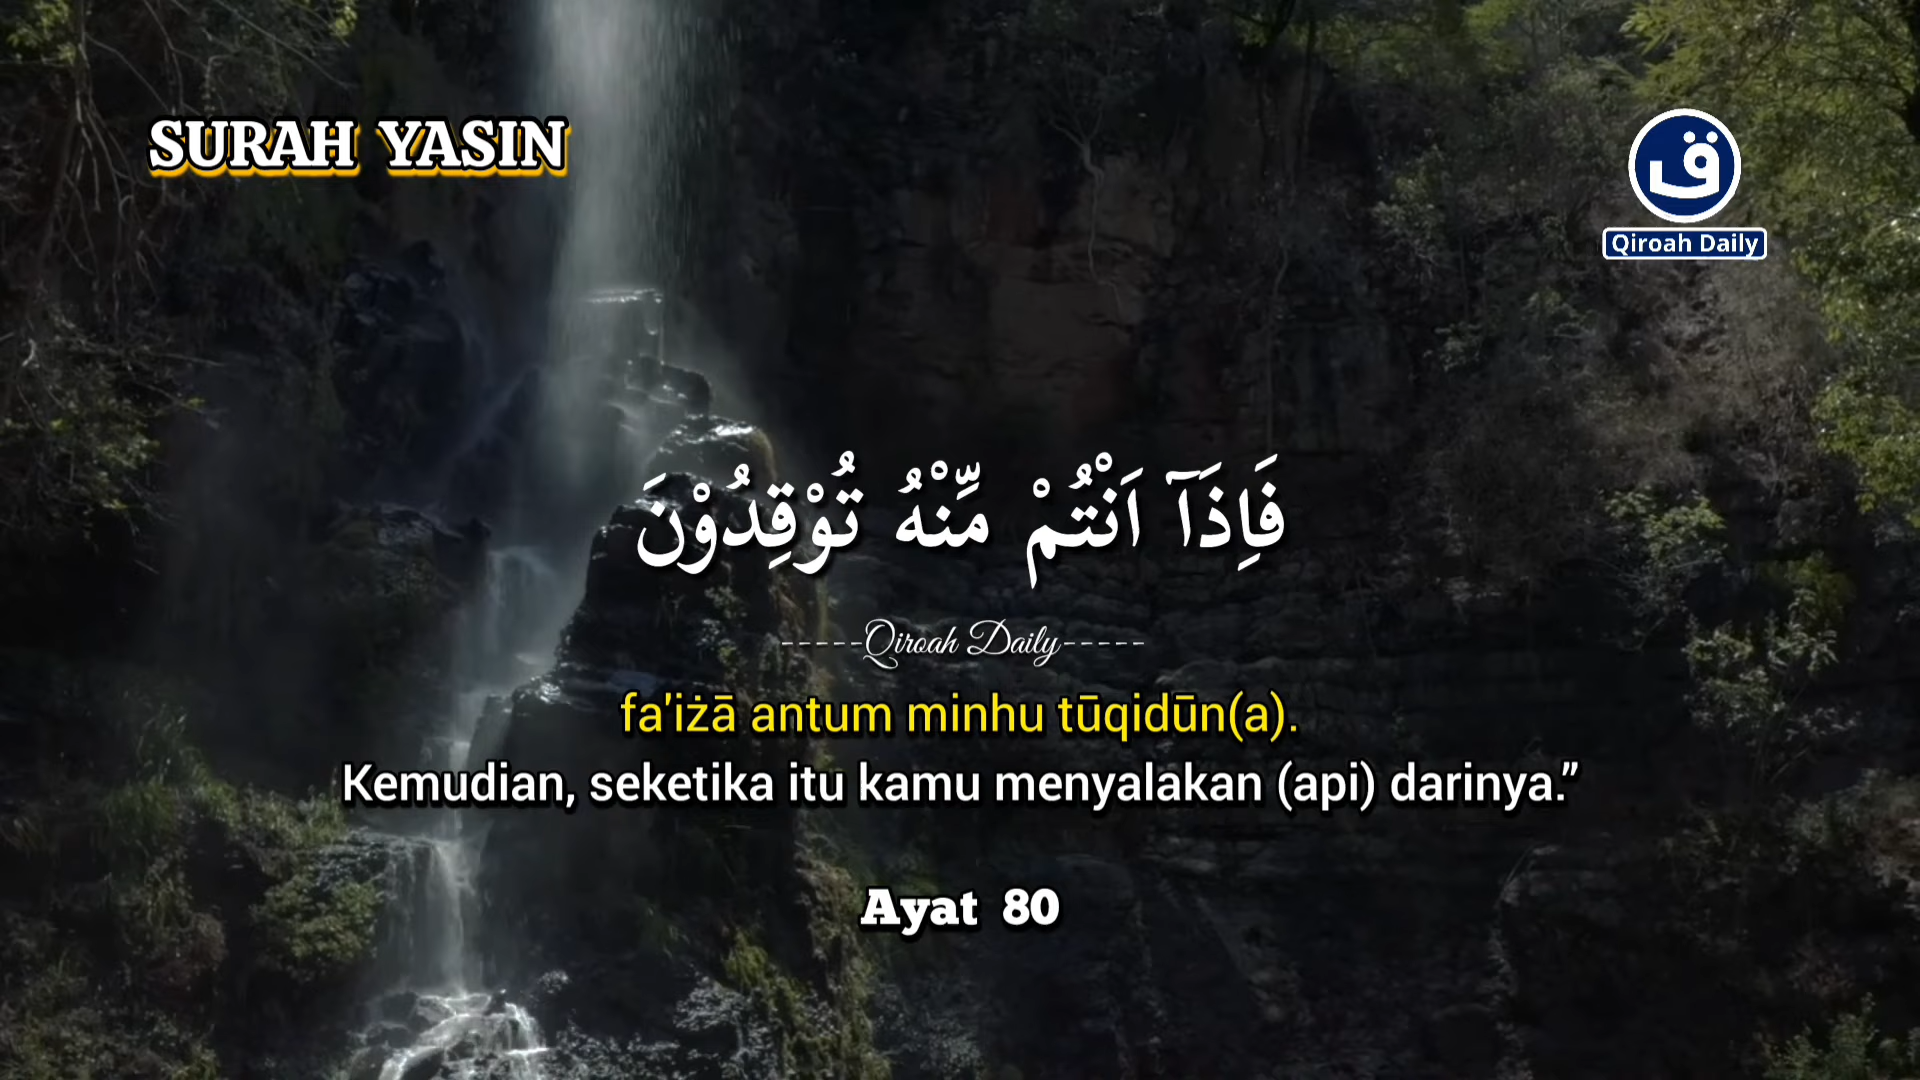 SURAH YASIN
ق
Qiroah Daily
فَاِذَآ اَنْتُمْ مِّنْهُ تُوْقِدُوْنَ
-----Qiroah Daily-----
fa'iżā antum minhu tūqidūn(a).
Kemudian, seketika itu kamu menyalakan (api) darinya.”
Ayat 80